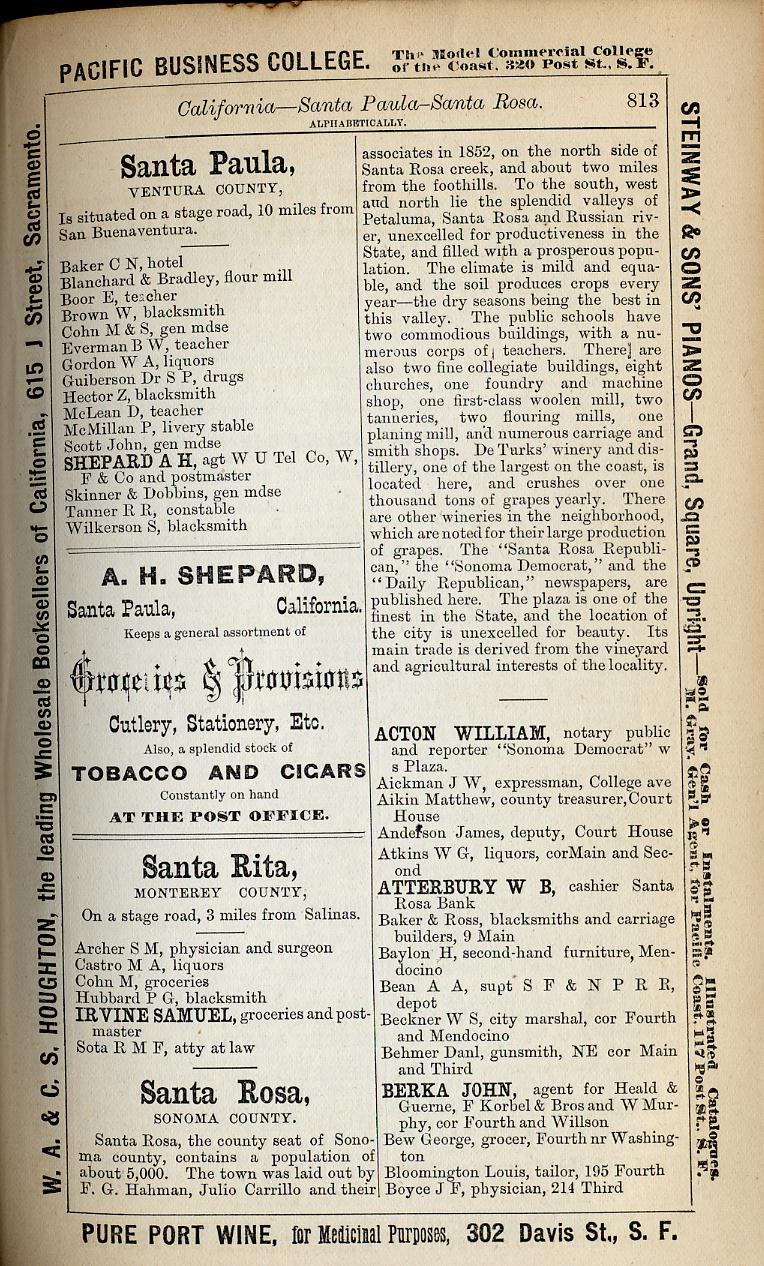 PACIFIC BUSINESS COLLEGE. The Model Commercial College
of the Coast. 320 Post St., S. F.
California—Santa Paula–Santa Rosa. 813
ALPHABETICALLY.
Santa Paula,
VENTURA COUNTY,
Is situated on a stage road, 10 miles from
San Buenaventura.
Baker C N, hotel
Blanchard & Bradley, flour mill
Boor E, teacher
Brown W, blacksmith
Cohn M & S, gen mdse
Everman B W, teacher
Gordon W A, liquors
Guiberson Dr S P, drugs
Hector Z, blacksmith
McLean D, teacher
McMillan P, livery stable
Scott John, gen mdse
SHEPARD A H, agt W U Tel Co, W,
F & Co and postmaster
Skinner & Dobbins, gen mdse
Tanner R R, constable
Wilkerson S, blacksmith
A. H. SHEPARD,
Santa Paula, California.
Keeps a general assortment of
Groceries & Provisions
Cutlery, Stationery, Etc.
Also, a splendid stock of
TOBACCO AND CIGARS
Constantly on hand
AT THE POST OFFICE.
Santa Rita,
MONTEREY COUNTY,
On a stage road, 3 miles from Salinas.
Archer S M, physician and surgeon
Castro M A, liquors
Cohn M, groceries
Hubbard P G, blacksmith
IRVINE SAMUEL, groceries and post-
master
Sota R M F, atty at law
Santa Rosa,
SONOMA COUNTY.
Santa Rosa, the county seat of Sono-
ma county, contains a population of
about 5,000. The town was laid out by
F. G. Hahman, Julio Carrillo and their
associates in 1852, on the north side of
Santa Rosa creek, and about two miles
from the foothills. To the south, west
and north lie the splendid valleys of
Petaluma, Santa Rosa and Russian riv-
er, unexcelled for productiveness in the
State, and filled with a prosperous popu-
lation. The climate is mild and equa-
ble, and the soil produces crops every
year—the dry seasons being the best in
this valley. The public schools have
two commodious buildings, with a nu-
merous corps of teachers. There] are
also two fine collegiate buildings, eight
churches, one foundry and machine
shop, one first-class woolen mill, two
tanneries, two flouring mills, one
planing mill, and numerous carriage and
smith shops. De Turks' winery and dis-
tillery, one of the largest on the coast, is
located here, and crushes over one
thousand tons of grapes yearly. There
are other wineries in the neighborhood,
which are noted for their large production
of grapes. The "Santa Rosa Republi-
can," the "Sonoma Democrat," and the
"Daily Republican," newspapers, are
published here. The plaza is one of the
finest in the State, and the location of
the city is unexcelled for beauty. Its
main trade is derived from the vineyard
and agricultural interests of the locality.
ACTON WILLIAM, notary public
and reporter "Sonoma Democrat" w
s Plaza.
Aickman J W, expressman, College ave
Aikin Matthew, county treasurer, Court
House
Anderson James, deputy, Court House
Atkins W G, liquors, corMain and Sec-
ond
ATTERBURY W B, cashier Santa
Rosa Bank
Baker & Ross, blacksmiths and carriage
builders, 9 Main
Baylon H, second-hand furniture, Men-
docino
Bean A A, supt S F & N P R R,
depot
Beckner W S, city marshal, cor Fourth
and Mendocino
Behmer Danl, gunsmith, NE cor Main
and Third
BERKA JOHN, agent for Heald &
Guerne, F Korbel & Bros and W Mur-
phy, cor Fourth and Willson
Bew George, grocer, Fourth nr Washing-
ton
Bloomington Louis, tailor, 195 Fourth
Boyce J F, physician, 214 Third
W. A. & C. S. HOUGHTON, the leading Wholesale Booksellers of California, 615 J Street, Sacramento.
STEINWAY & SONS' PIANOS—Grand, Square, Upright—Sold for Cash or Instalments. Illustrated Catalogues.
M. Gray, Gen'l Agent, for Pacific Coast, 117 Post St., S. F.
PURE PORT WINE, for Medicinal Purposes, 302 Davis St., S. F.